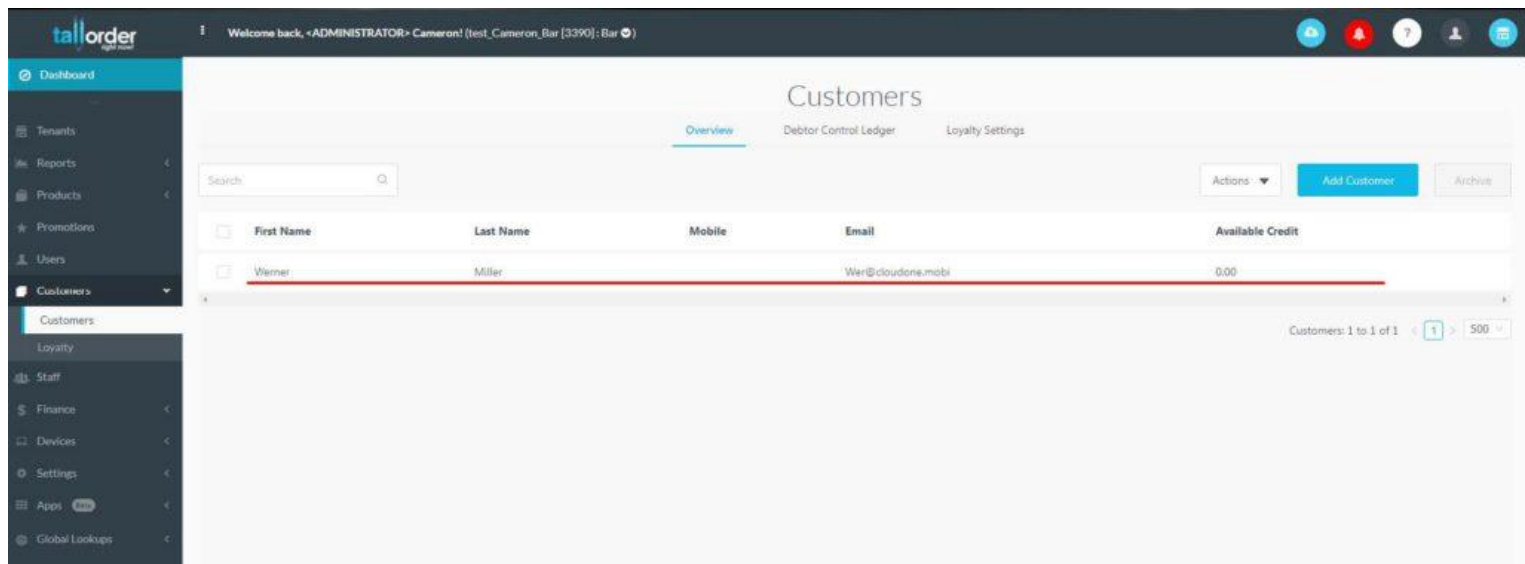 tallorder
right now!
Welcome back, <ADMINISTRATOR> Cameron! (test_Cameron_Bar [3390] : Bar)
?
Dashboard
Tenants
Reports
Products
Promotions
Users
Customers
Customers
Loyalty
Staff
Finance
Devices
Settings
Apps Beta
Global Lookups
Customers
Overview Debtor Control Ledger Loyalty Settings
Search Actions Add Customer Archive
First Name Last Name Mobile Email Available Credit
Werner Miller Wer@cloudone.mobi 0.00
Customers: 1 to 1 of 1 < 1 > 500